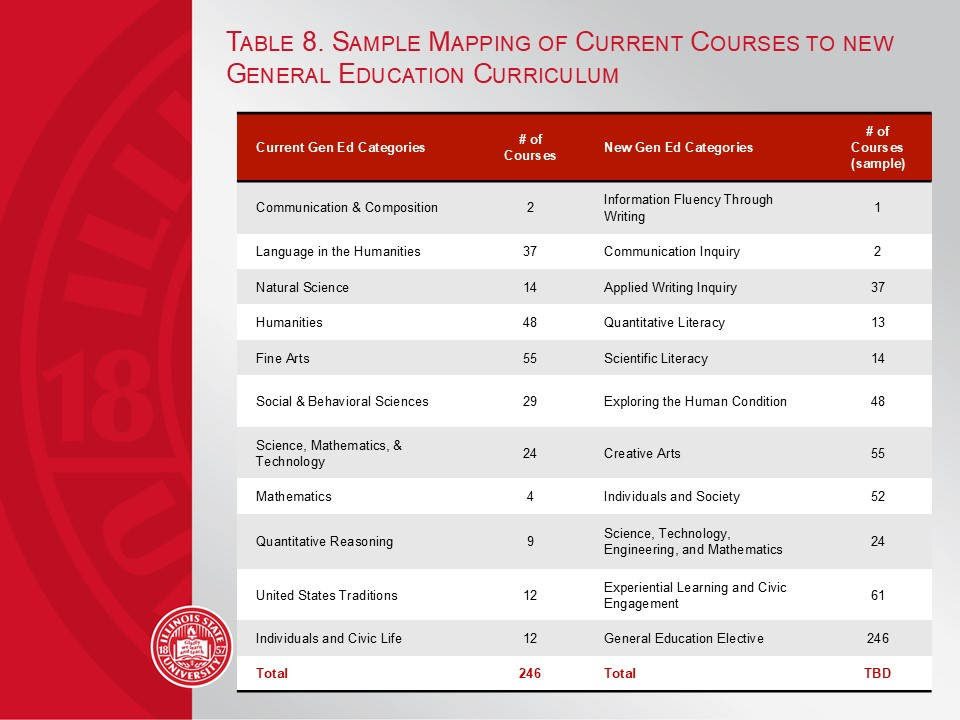 TABLE 8. SAMPLE MAPPING OF CURRENT COURSES TO NEW
GENERAL EDUCATION CURRICULUM
Current Gen Ed Categories # of Courses New Gen Ed Categories # of Courses (sample)
Communication & Composition 2 Information Fluency Through Writing 1
Language in the Humanities 37 Communication Inquiry 2
Natural Science 14 Applied Writing Inquiry 37
Humanities 48 Quantitative Literacy 13
Fine Arts 55 Scientific Literacy 14
Social & Behavioral Sciences 29 Exploring the Human Condition 48
Science, Mathematics, & Technology 24 Creative Arts 55
Mathematics 4 Individuals and Society 52
Quantitative Reasoning 9 Science, Technology, Engineering, and Mathematics 24
United States Traditions 12 Experiential Learning and Civic Engagement 61
Individuals and Civic Life 12 General Education Elective 246
Total 246 Total TBD
ILLINOIS STATE
18 57
Gladly we learn and teach
UNIVERSITY
18